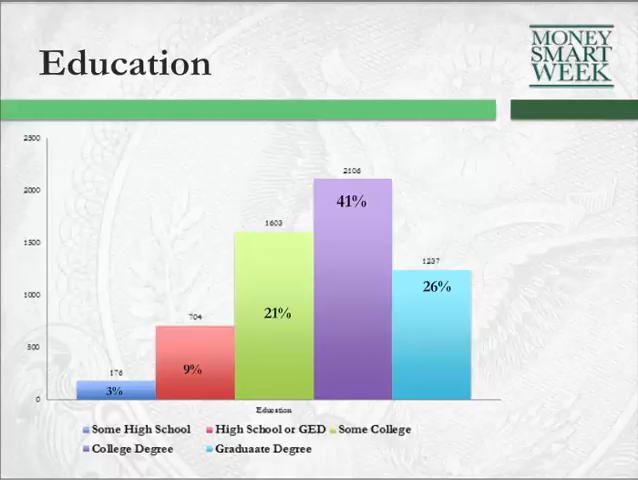 Education
MONEY
SMART
WEEK
2500
2000
1500
1000
500
0
176
3%
704
9%
1603
21%
2106
41%
1237
26%
Education
Some High School High School or GED Some College
College Degree Graduaate Degree